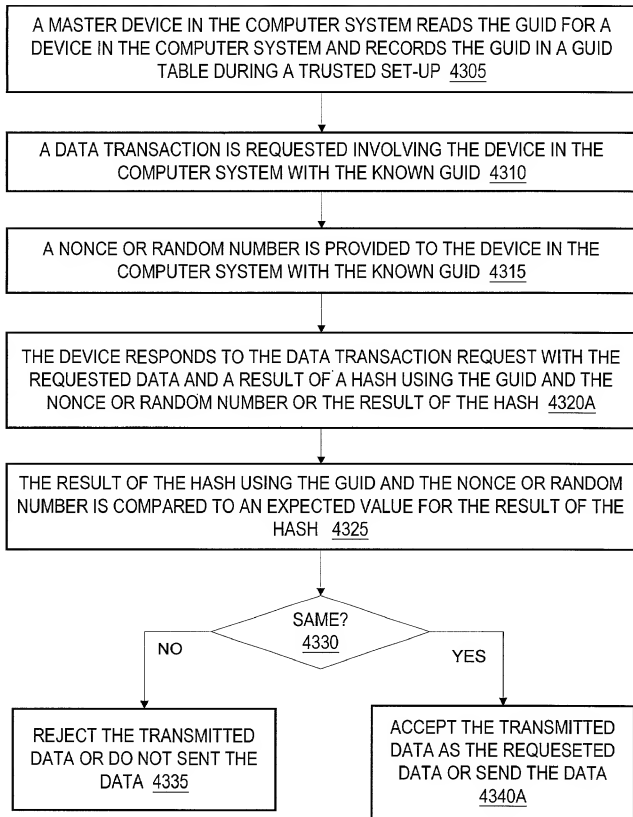 A MASTER DEVICE IN THE COMPUTER SYSTEM READS THE GUID FOR A
DEVICE IN THE COMPUTER SYSTEM AND RECORDS THE GUID IN A GUID
TABLE DURING A TRUSTED SET-UP 4305
A DATA TRANSACTION IS REQUESTED INVOLVING THE DEVICE IN THE
COMPUTER SYSTEM WITH THE KNOWN GUID 4310
A NONCE OR RANDOM NUMBER IS PROVIDED TO THE DEVICE IN THE
COMPUTER SYSTEM WITH THE KNOWN GUID 4315
THE DEVICE RESPONDS TO THE DATA TRANSACTION REQUEST WITH THE
REQUESTED DATA AND A RESULT OF A HASH USING THE GUID AND THE
NONCE OR RANDOM NUMBER OR THE RESULT OF THE HASH 4320A
THE RESULT OF THE HASH USING THE GUID AND THE NONCE OR RANDOM
NUMBER IS COMPARED TO AN EXPECTED VALUE FOR THE RESULT OF THE
HASH 4325
SAME?
4330
NO
YES
REJECT THE TRANSMITTED
DATA OR DO NOT SENT THE
DATA 4335
ACCEPT THE TRANSMITTED
DATA AS THE REQUESETED
DATA OR SEND THE DATA
4340A